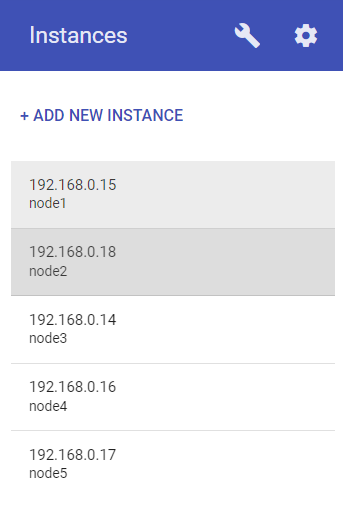 Instances
+ ADD NEW INSTANCE
192.168.0.15
node1
192.168.0.18
node2
192.168.0.14
node3
192.168.0.16
node4
192.168.0.17
node5